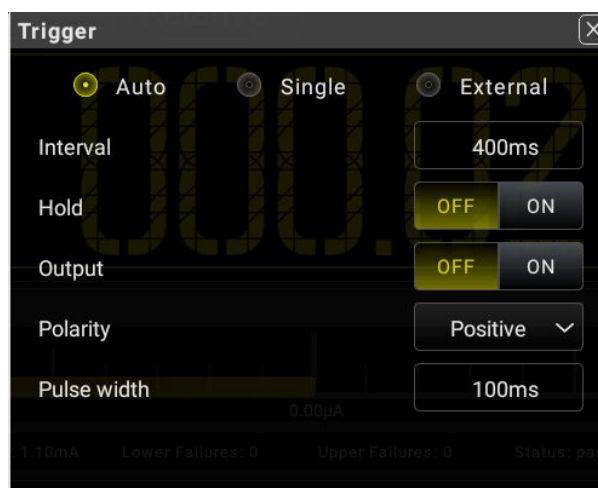 Trigger
Auto Single External
Interval 400ms
Hold OFF ON
Output OFF ON
Polarity Positive
Pulse width 100ms
0.00µA
1.10mA Lower Failures: 0 Upper Failures: 0 Status: pa